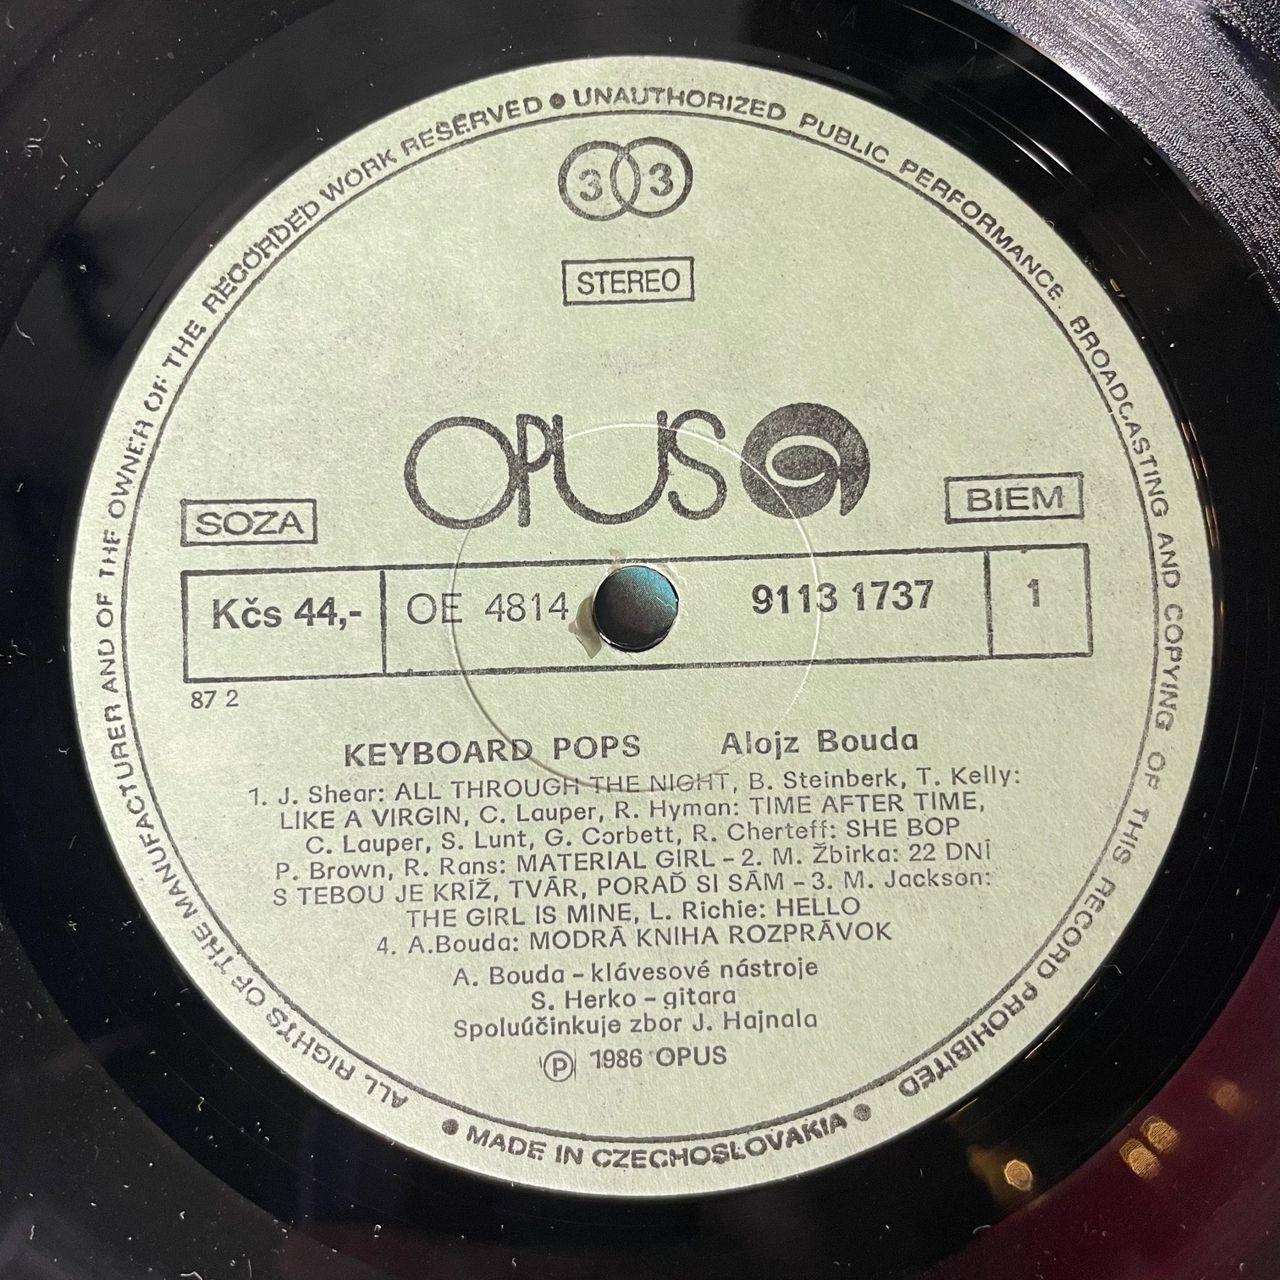 ALL RIGHTS OF THE MANUFACTURER AND OF THE OWNER OF THE RECORDED WORK RESERVED ● UNAUTHORIZED PUBLIC PERFORMANCE. BROADCASTING AND COPYING OF THIS RECORD PROHIBITED
● MADE IN CZECHOSLOVAKIA ●
33
STEREO
OPUS
SOZA
BIEM
Kčs 44,- OE 4814 9113 1737 1
87 2
KEYBOARD POPS Alojz Bouda
1. J. Shear: ALL THROUGH THE NIGHT, B. Steinberk, T. Kelly:
LIKE A VIRGIN, C. Lauper, R. Hyman: TIME AFTER TIME,
C. Lauper, S. Lunt, G. Corbett, R. Cherteff: SHE BOP
P. Brown, R. Rans: MATERIAL GIRL – 2. M. Žbirka: 22 DNÍ
S TEBOU JE KRÍŽ, TVÁR, PORAĎ SI SÁM – 3. M. Jackson:
THE GIRL IS MINE, L. Richie: HELLO
4. A.Bouda: MODRÁ KNIHA ROZPRÁVOK
A. Bouda – klávesové nástroje
S. Herko – gitara
Spoluúčinkuje zbor J. Hajnala
Ⓟ 1986 OPUS